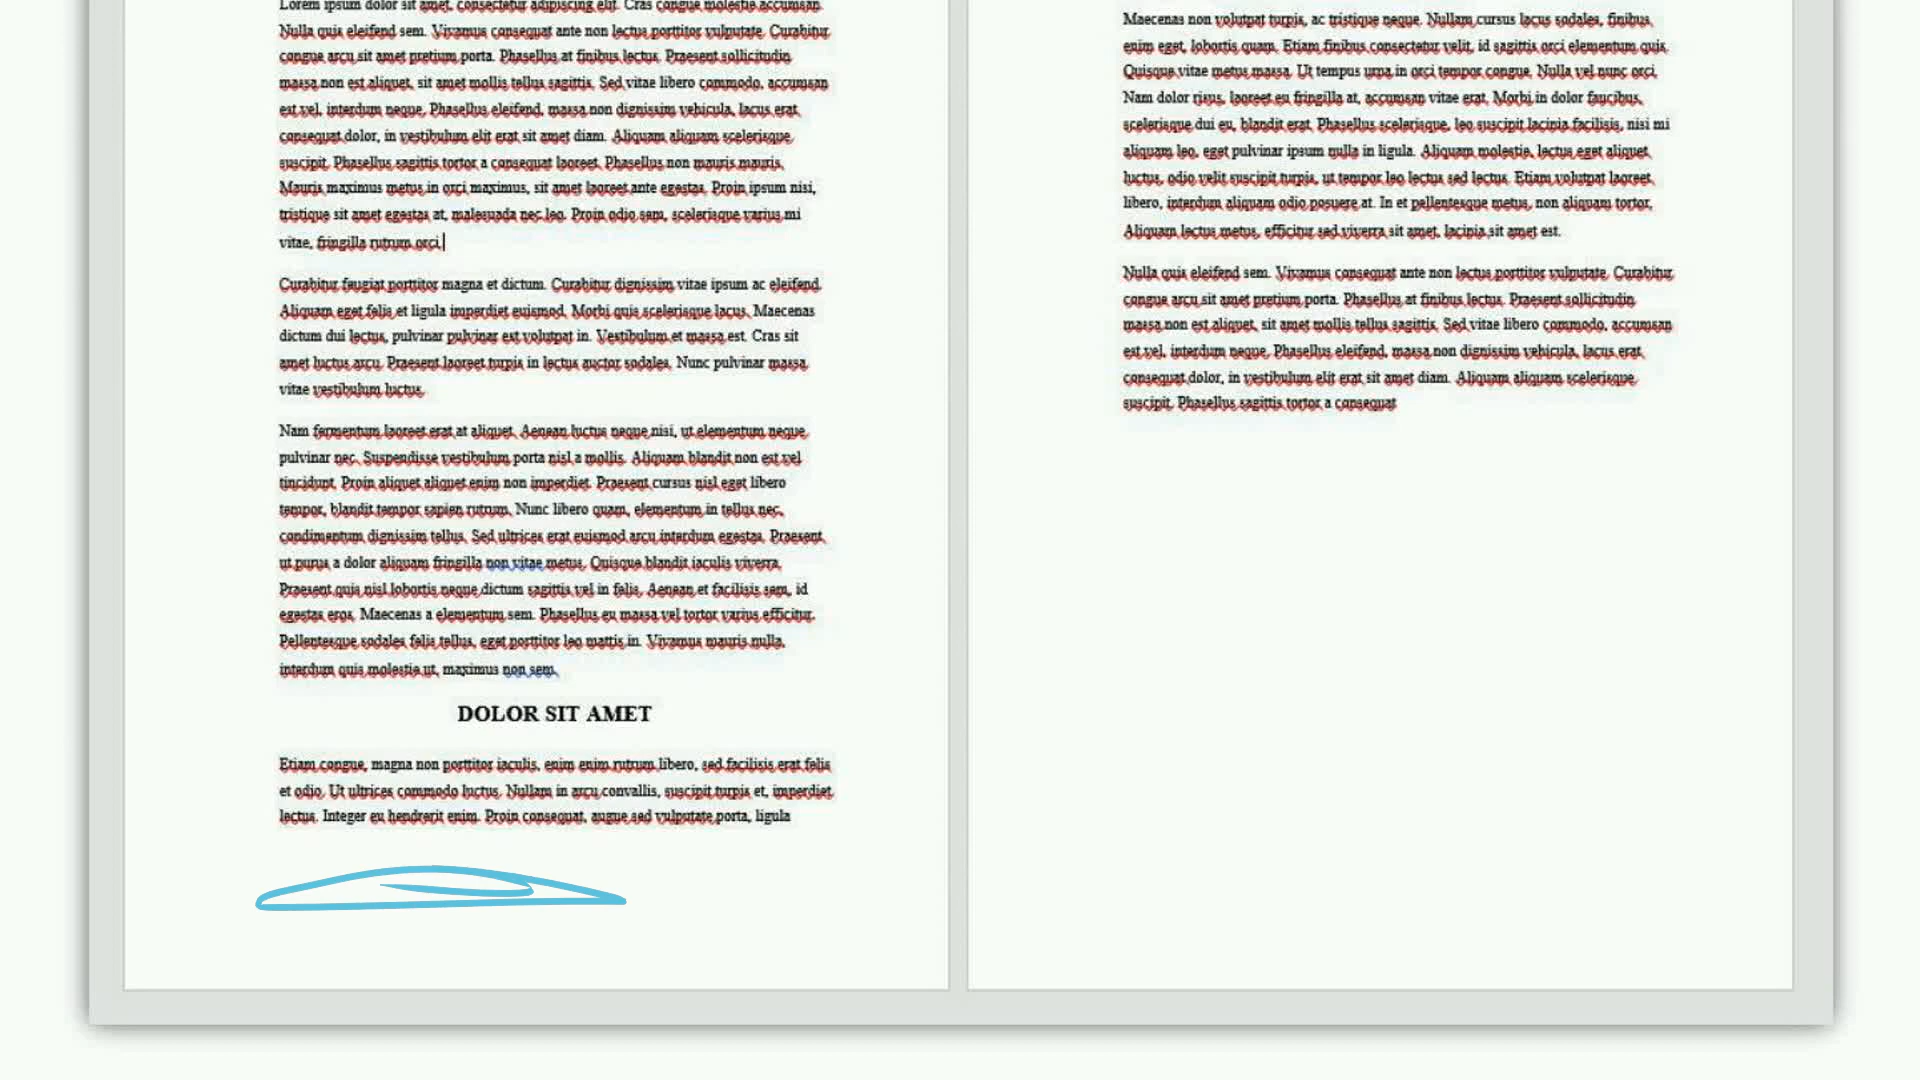 Lorem ipsum dolor sit amet, consectetur adipiscing elit. Cras congue molestie accumsan.
Nulla quis eleifend sem. Vivamus consequat ante non lectus porttitor vulputate. Curabitur
congue arcu sit amet pretium porta. Phasellus at finibus lectus. Praesent sollicitudin
massa non est aliquet, sit amet mollis tellus sagittis. Sed vitae libero commodo, accumsan
est vel, interdum neque. Phasellus eleifend, massa non dignissim vehicula, lacus erat
consequat dolor, in vestibulum elit erat sit amet diam. Aliquam aliquam scelerisque
suscipit. Phasellus sagittis tortor a consequat laoreet. Phasellus non mauris mauris.
Mauris maximus metus in orci maximus, sit amet laoreet ante egestas. Proin ipsum nisi,
tristique sit amet egestas at, malesuada nec leo. Proin odio sem, scelerisque varius mi
vitae, fringilla rutrum orci.
Curabitur feugiat porttitor magna et dictum. Curabitur dignissim vitae ipsum ac eleifend.
Aliquam eget felis et ligula imperdiet euismod. Morbi quis scelerisque lacus. Maecenas
dictum dui lectus, pulvinar pulvinar est volutpat in. Vestibulum et massa est. Cras sit
amet luctus arcu. Praesent laoreet turpis in lectus auctor sodales. Nunc pulvinar massa
vitae vestibulum luctus.
Nam fermentum laoreet erat at aliquet. Aenean luctus neque nisi, ut elementum neque
pulvinar nec. Suspendisse vestibulum porta nisl a mollis. Aliquam blandit non est vel
tincidunt. Proin aliquet aliquet enim non imperdiet. Praesent cursus nisl eget libero
tempor, blandit tempor sapien rutrum. Nunc libero quam, elementum in tellus nec,
condimentum dignissim tellus. Sed ultrices erat euismod arcu interdum egestas. Praesent
ut purus a dolor aliquam fringilla non vitae metus. Quisque blandit iaculis viverra.
Praesent quis nisl lobortis neque dictum sagittis vel in felis. Aenean et facilisis sem, id
egestas eros. Maecenas a elementum sem. Phasellus eu massa vel tortor varius efficitur.
Pellentesque sodales felis tellus, eget porttitor leo mattis in. Vivamus mauris nulla,
interdum quis molestie ut, maximus non sem.
DOLOR SIT AMET
Etiam congue, magna non porttitor iaculis, enim enim rutrum libero, sed facilisis erat felis
et odio. Ut ultrices commodo luctus. Nullam in arcu convallis, suscipit turpis et, imperdiet
lectus. Integer eu hendrerit enim. Proin consequat, augue sed vulputate porta, ligula
Maecenas non volutpat turpis, ac tristique neque. Nullam cursus lacus sodales, finibus
enim eget, lobortis quam. Etiam finibus consectetur velit, id sagittis orci elementum quis.
Quisque vitae metus massa. Ut tempus urna in orci tempor congue. Nulla vel nunc orci.
Nam dolor risus, laoreet eu fringilla at, accumsan vitae erat. Morbi in dolor faucibus,
scelerisque dui eu, blandit erat. Phasellus scelerisque, leo suscipit lacinia facilisis, nisi mi
aliquam leo, eget pulvinar ipsum nulla in ligula. Aliquam molestie, lectus eget aliquet
luctus, odio velit suscipit turpis, ut tempor leo lectus sed lectus. Etiam volutpat laoreet
libero, interdum aliquam odio posuere at. In et pellentesque metus, non aliquam tortor.
Aliquam lectus metus, efficitur sed viverra sit amet, lacinia sit amet est.
Nulla quis eleifend sem. Vivamus consequat ante non lectus porttitor vulputate. Curabitur
congue arcu sit amet pretium porta. Phasellus at finibus lectus. Praesent sollicitudin
massa non est aliquet, sit amet mollis tellus sagittis. Sed vitae libero commodo, accumsan
est vel, interdum neque. Phasellus eleifend, massa non dignissim vehicula, lacus erat
consequat dolor, in vestibulum elit erat sit amet diam. Aliquam aliquam scelerisque
suscipit. Phasellus sagittis tortor a consequat